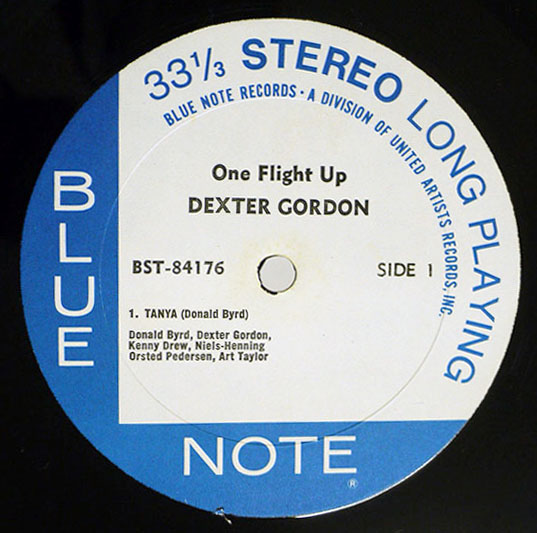 33⅓ STEREO LONG PLAYING
BLUE NOTE RECORDS • A DIVISION OF UNITED ARTISTS RECORDS, INC.
One Flight Up
DEXTER GORDON
BST-84176
SIDE 1
1. TANYA (Donald Byrd)
Donald Byrd, Dexter Gordon,
Kenny Drew, Niels-Henning
Orsted Pedersen, Art Taylor
BLUE
NOTE
®